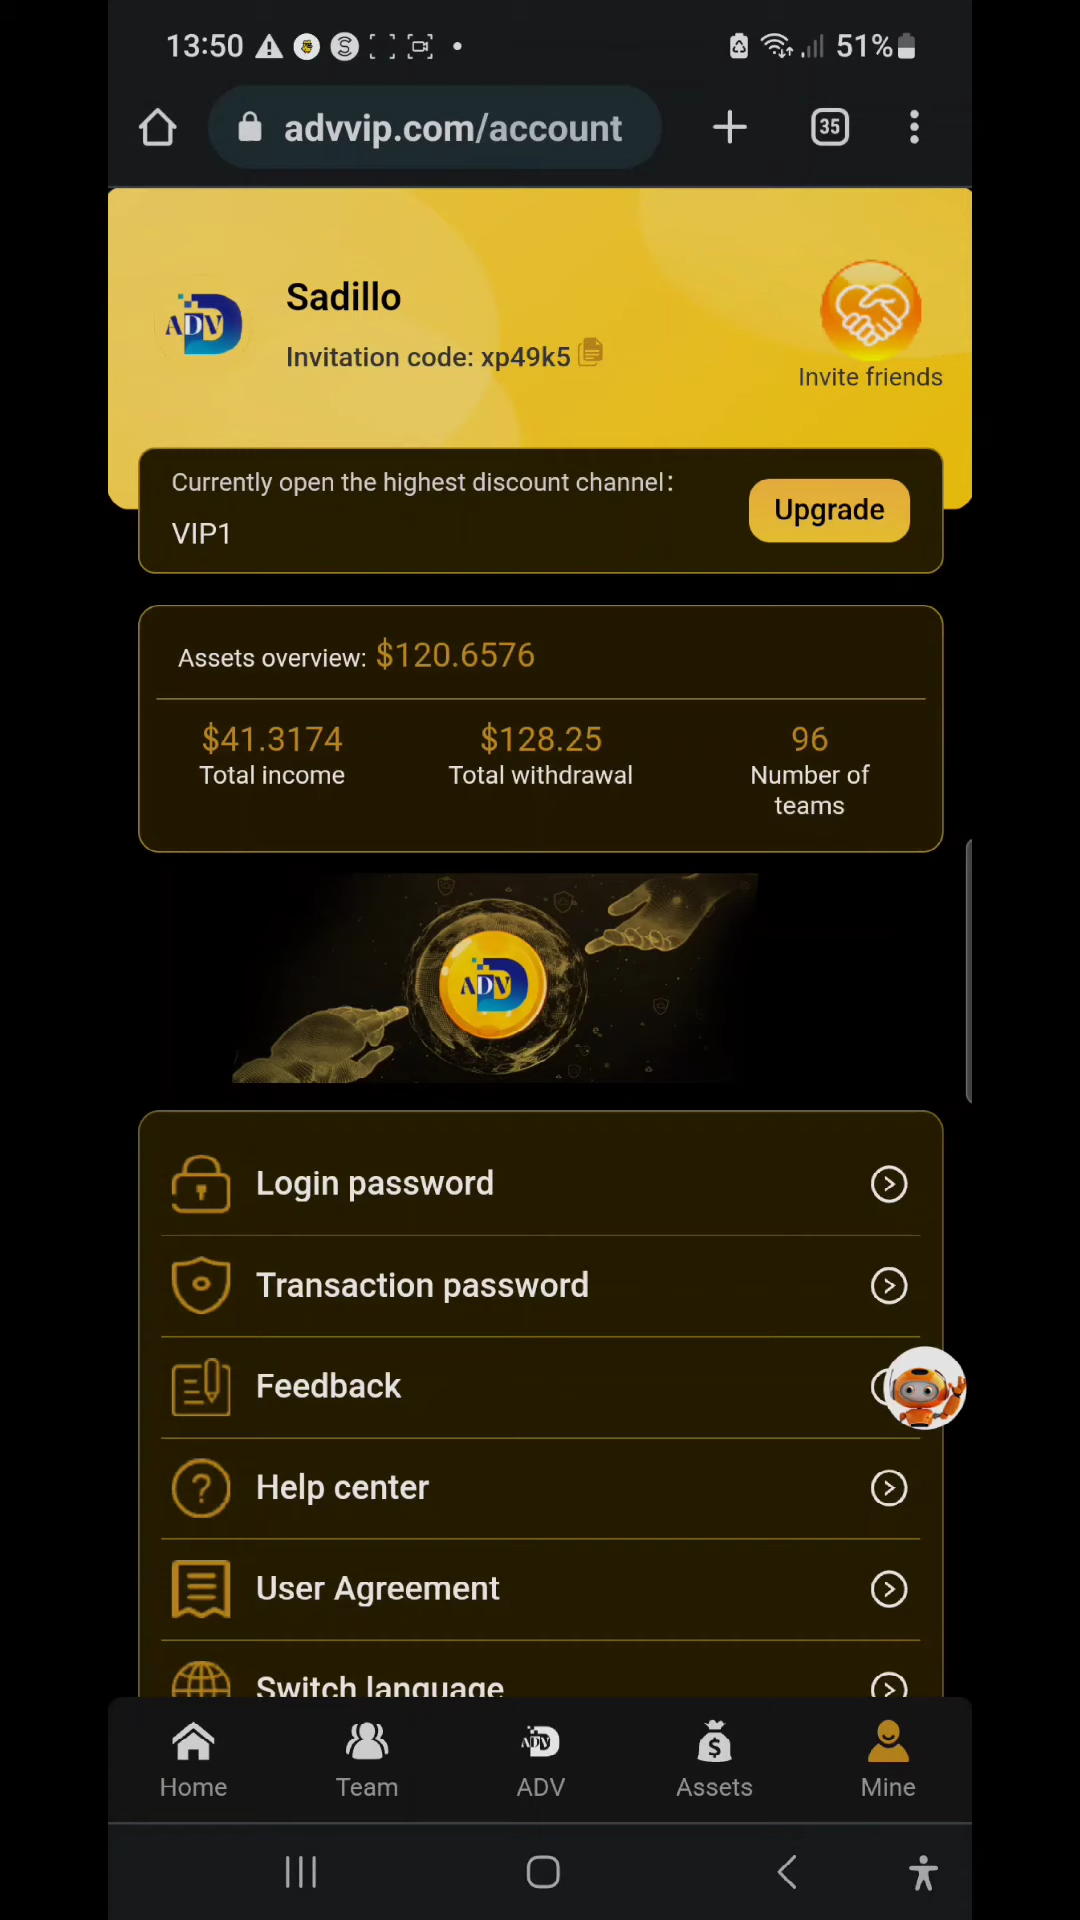 13:50
51%
advvip.com/account
35
ADV
Sadillo
Invitation code: xp49k5
Invite friends
Currently open the highest discount channel:
VIP1
Upgrade
Assets overview: $120.6576
$41.3174
Total income
$128.25
Total withdrawal
96
Number of
teams
ADV
Login password
Transaction password
Feedback
Help center
User Agreement
Switch language
ADV
Home
Team
ADV
Assets
Mine